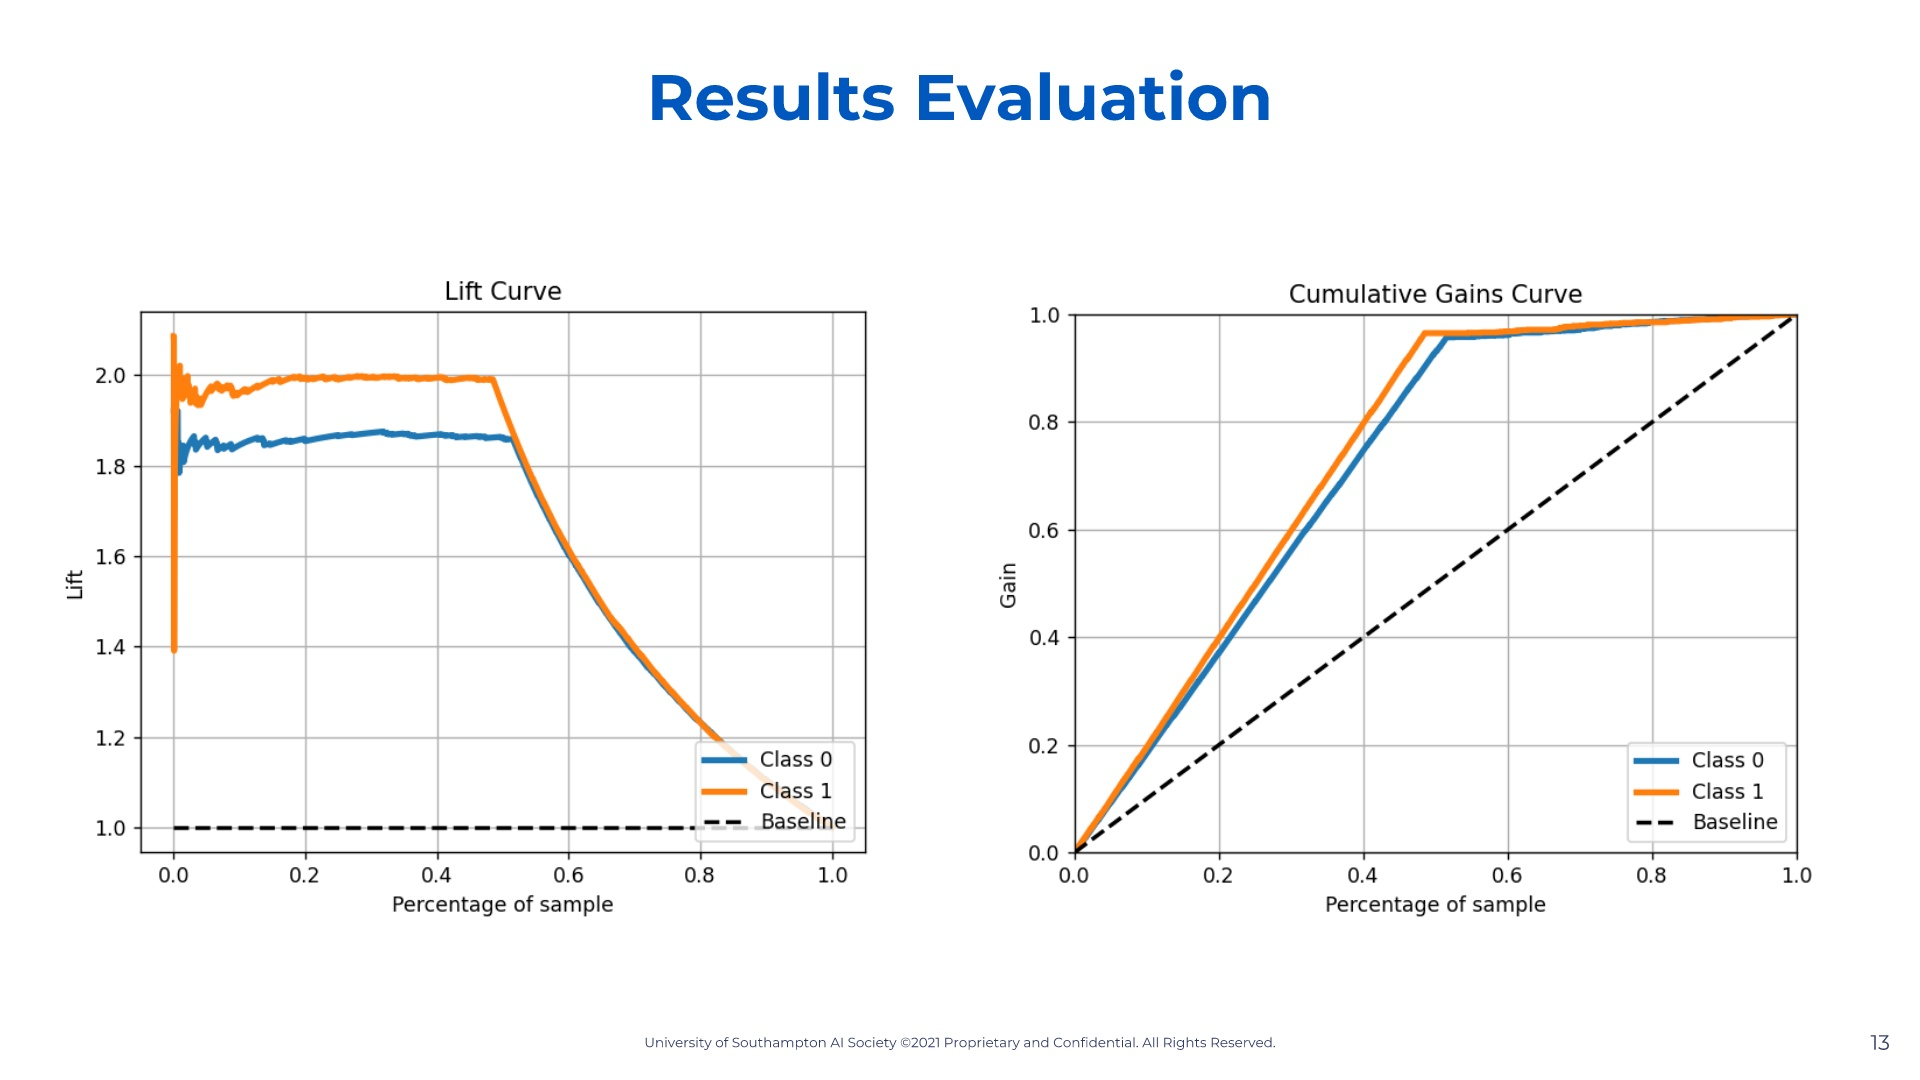 Results Evaluation
Lift Curve
2.0
1.8
1.6
1.4
1.2
1.0
Lift
0.0 0.2 0.4 0.6 0.8 1.0
Percentage of sample
Class 0
Class 1
Baseline
Cumulative Gains Curve
1.0
0.8
0.6
0.4
0.2
0.0
Gain
0.0 0.2 0.4 0.6 0.8 1.0
Percentage of sample
Class 0
Class 1
Baseline
University of Southampton AI Society ©2021 Proprietary and Confidential. All Rights Reserved.
13